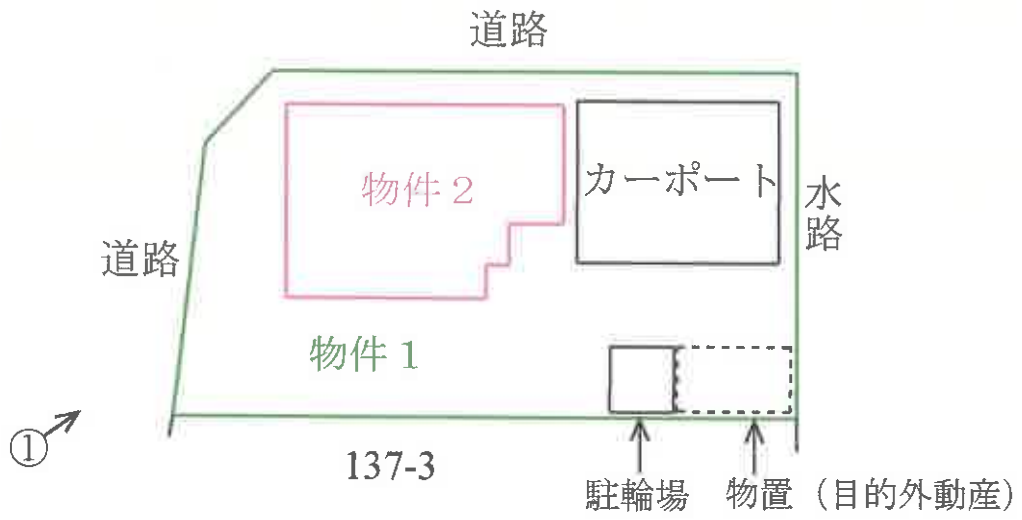 道路
物件2
カーポート
水路
道路
物件1
①
137-3
駐輪場
物置（目的外動産）